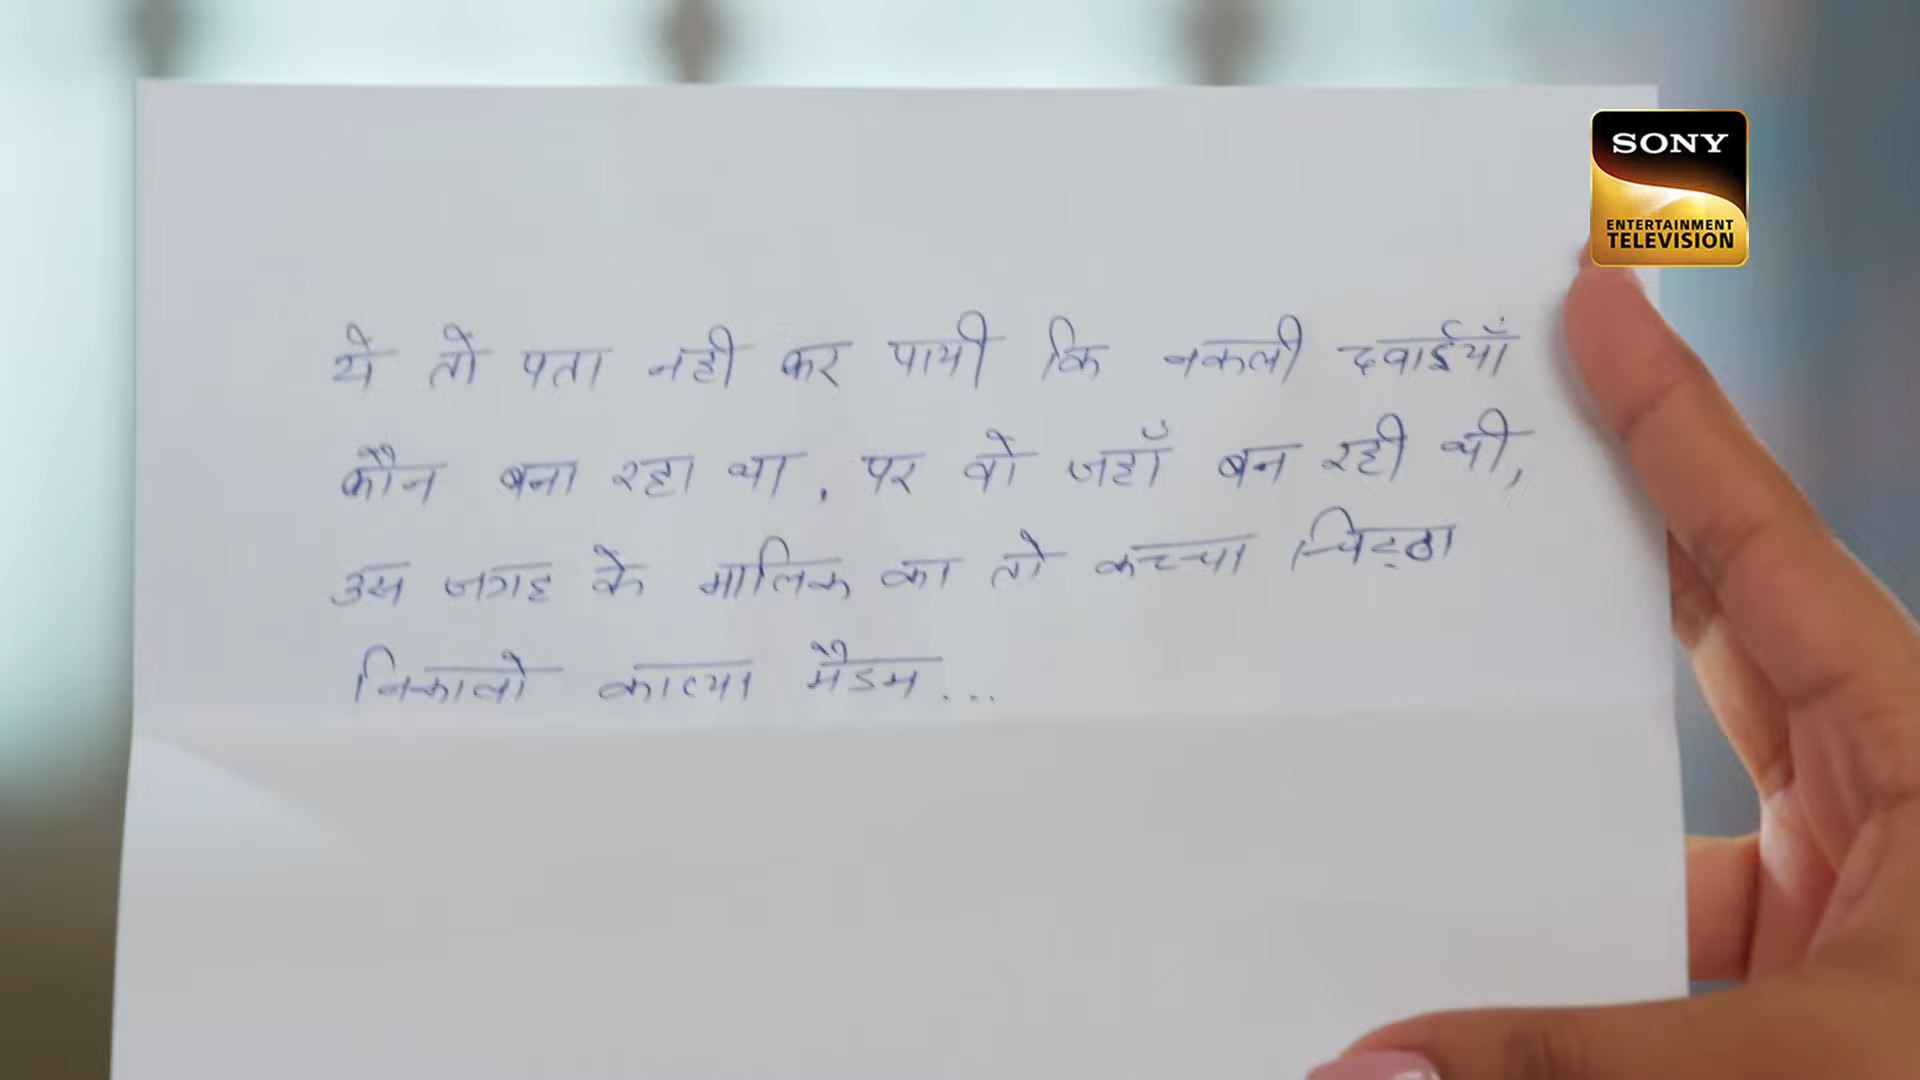 SONY
ENTERTAINMENT
TELEVISION
ये तो पता नही कर पायी कि नकली दवाईयाँ
कौन बना रहा था, पर वो जहाँ बन रही थी,
उस जगह के मालिक का तो कच्चा चिट्ठा
निकालो काव्या मैडम...